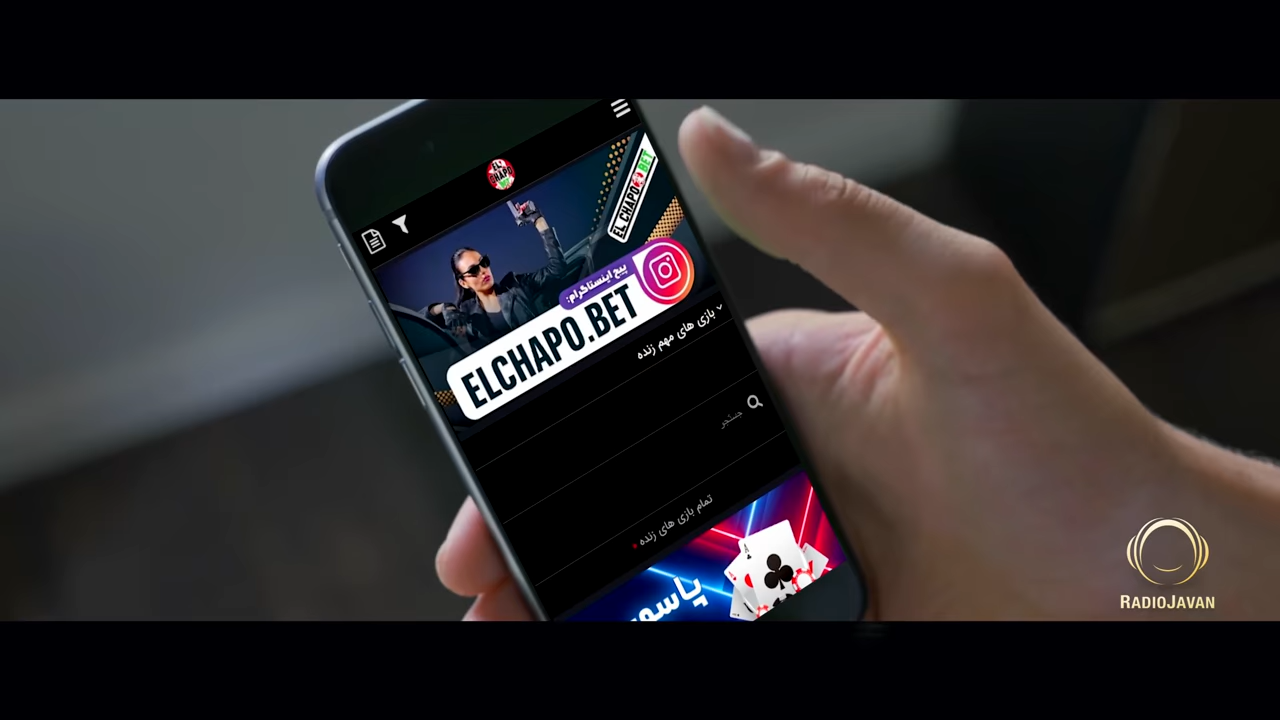 EL CHAPO
EL CHAPO BET
پیج اینستاگرام:
ELCHAPO.BET
بازی های مهم زنده
جستجو
تمام بازی های زنده
پاسور
RADIOJAVAN